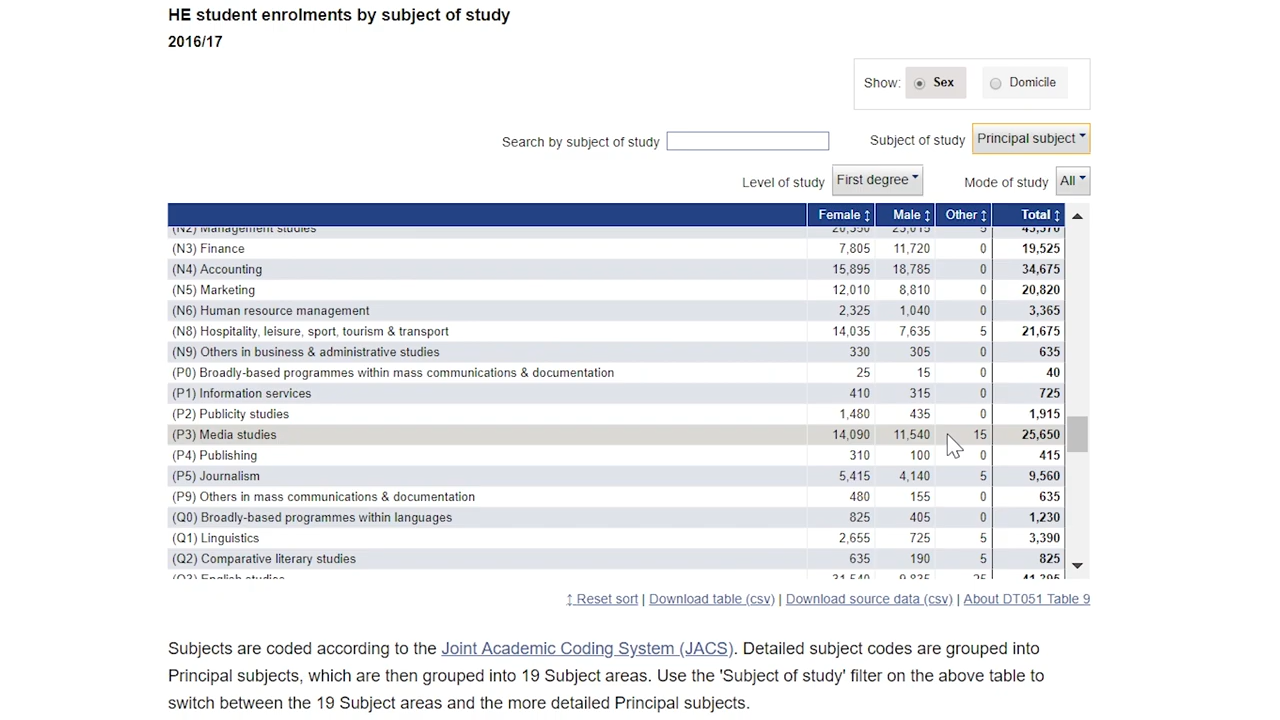 HE student enrolments by subject of study
2016/17
Show: Sex Domicile
Search by subject of study Subject of study Principal subject
Level of study First degree Mode of study All
Female ↕ Male ↕ Other ↕ Total ↕
(N2) Management studies 20,350 23,015 5 43,370
(N3) Finance 7,805 11,720 0 19,525
(N4) Accounting 15,895 18,785 0 34,675
(N5) Marketing 12,010 8,810 0 20,820
(N6) Human resource management 2,325 1,040 0 3,365
(N8) Hospitality, leisure, sport, tourism & transport 14,035 7,635 5 21,675
(N9) Others in business & administrative studies 330 305 0 635
(P0) Broadly-based programmes within mass communications & documentation 25 15 0 40
(P1) Information services 410 315 0 725
(P2) Publicity studies 1,480 435 0 1,915
(P3) Media studies 14,090 11,540 15 25,650
(P4) Publishing 310 100 0 415
(P5) Journalism 5,415 4,140 5 9,560
(P9) Others in mass communications & documentation 480 155 0 635
(Q0) Broadly-based programmes within languages 825 405 0 1,230
(Q1) Linguistics 2,655 725 5 3,390
(Q2) Comparative literary studies 635 190 5 825
(Q3) English studies
↕ Reset sort | Download table (csv) | Download source data (csv) | About DT051 Table 9
Subjects are coded according to the Joint Academic Coding System (JACS). Detailed subject codes are grouped into
Principal subjects, which are then grouped into 19 Subject areas. Use the 'Subject of study' filter on the above table to
switch between the 19 Subject areas and the more detailed Principal subjects.